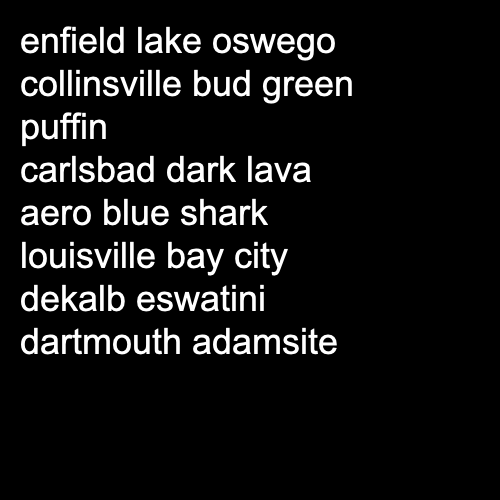 enfield lake oswego
collinsville bud green
puffin
carlsbad dark lava
aero blue shark
louisville bay city
dekalb eswatini
dartmouth adamsite